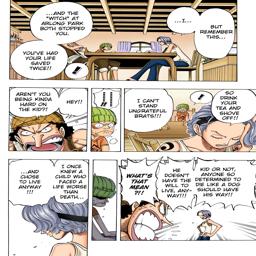 ...I...
BUT
REMEMBER
THIS...
...AND THE
"WITCH" AT
ARLONG PARK
BOTH STOPPED
YOU.
YOU'VE HAD
YOUR LIFE
SAVED
TWICE!!
SO
DRINK
YOUR
TEA AND
SHOVE
OFF!!
I CAN'T
STAND
UNGRATEFUL
BRATS!!!
HEY!!
AREN'T YOU
BEING KINDA
HARD ON
THE KID?!
KID OR NOT,
ANYONE SO
DETERMINED
TO DIE LIKE A
DOG SHOULD
HAVE HIS
WAY!!
HE
DOESN'T
HAVE THE
WILL TO
LIVE, ANY-
WAY!!!
WHAT'S
THAT
MEAN
?!!
I ONCE
KNEW A
CHILD WHO
FACED A
LIFE WORSE
THAN
DEATH...
...AND
CHOSE
TO LIVE
ANYWAY
!!!